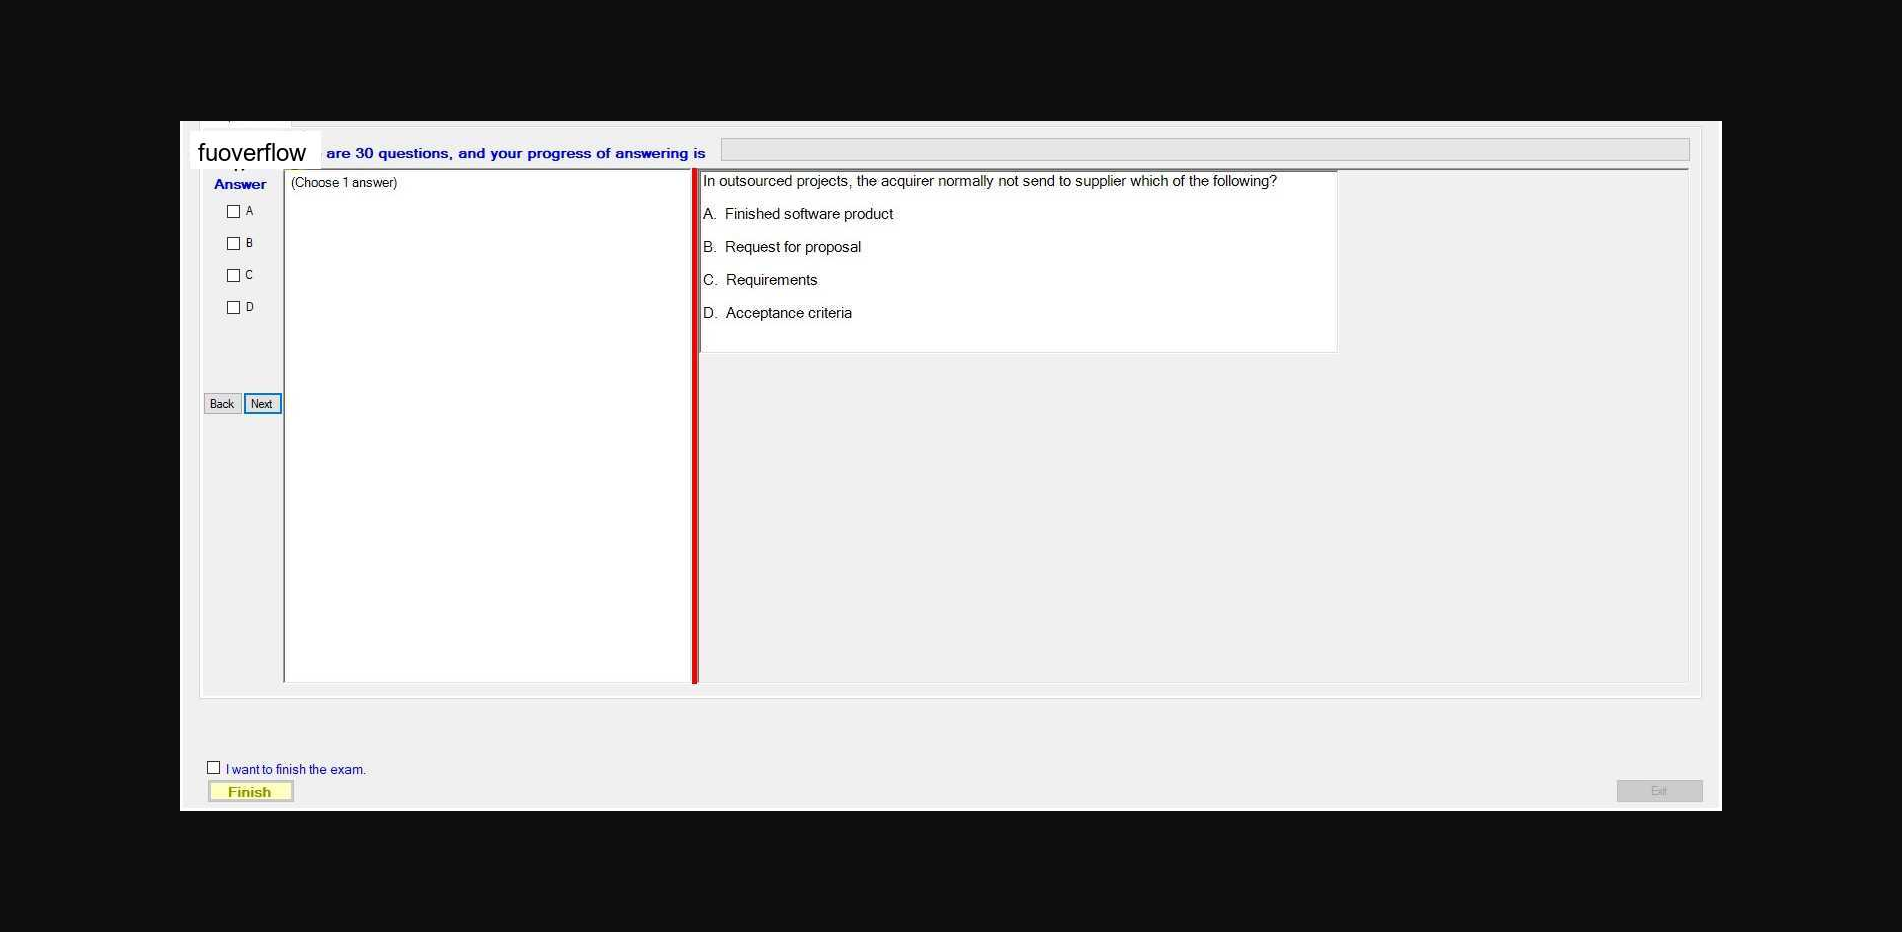 fuoverflow are 30 questions, and your progress of answering is
Answer
(Choose 1 answer)
A
B
C
D
Back Next
In outsourced projects, the acquirer normally not send to supplier which of the following?
A. Finished software product
B. Request for proposal
C. Requirements
D. Acceptance criteria
I want to finish the exam.
Finish
Exit